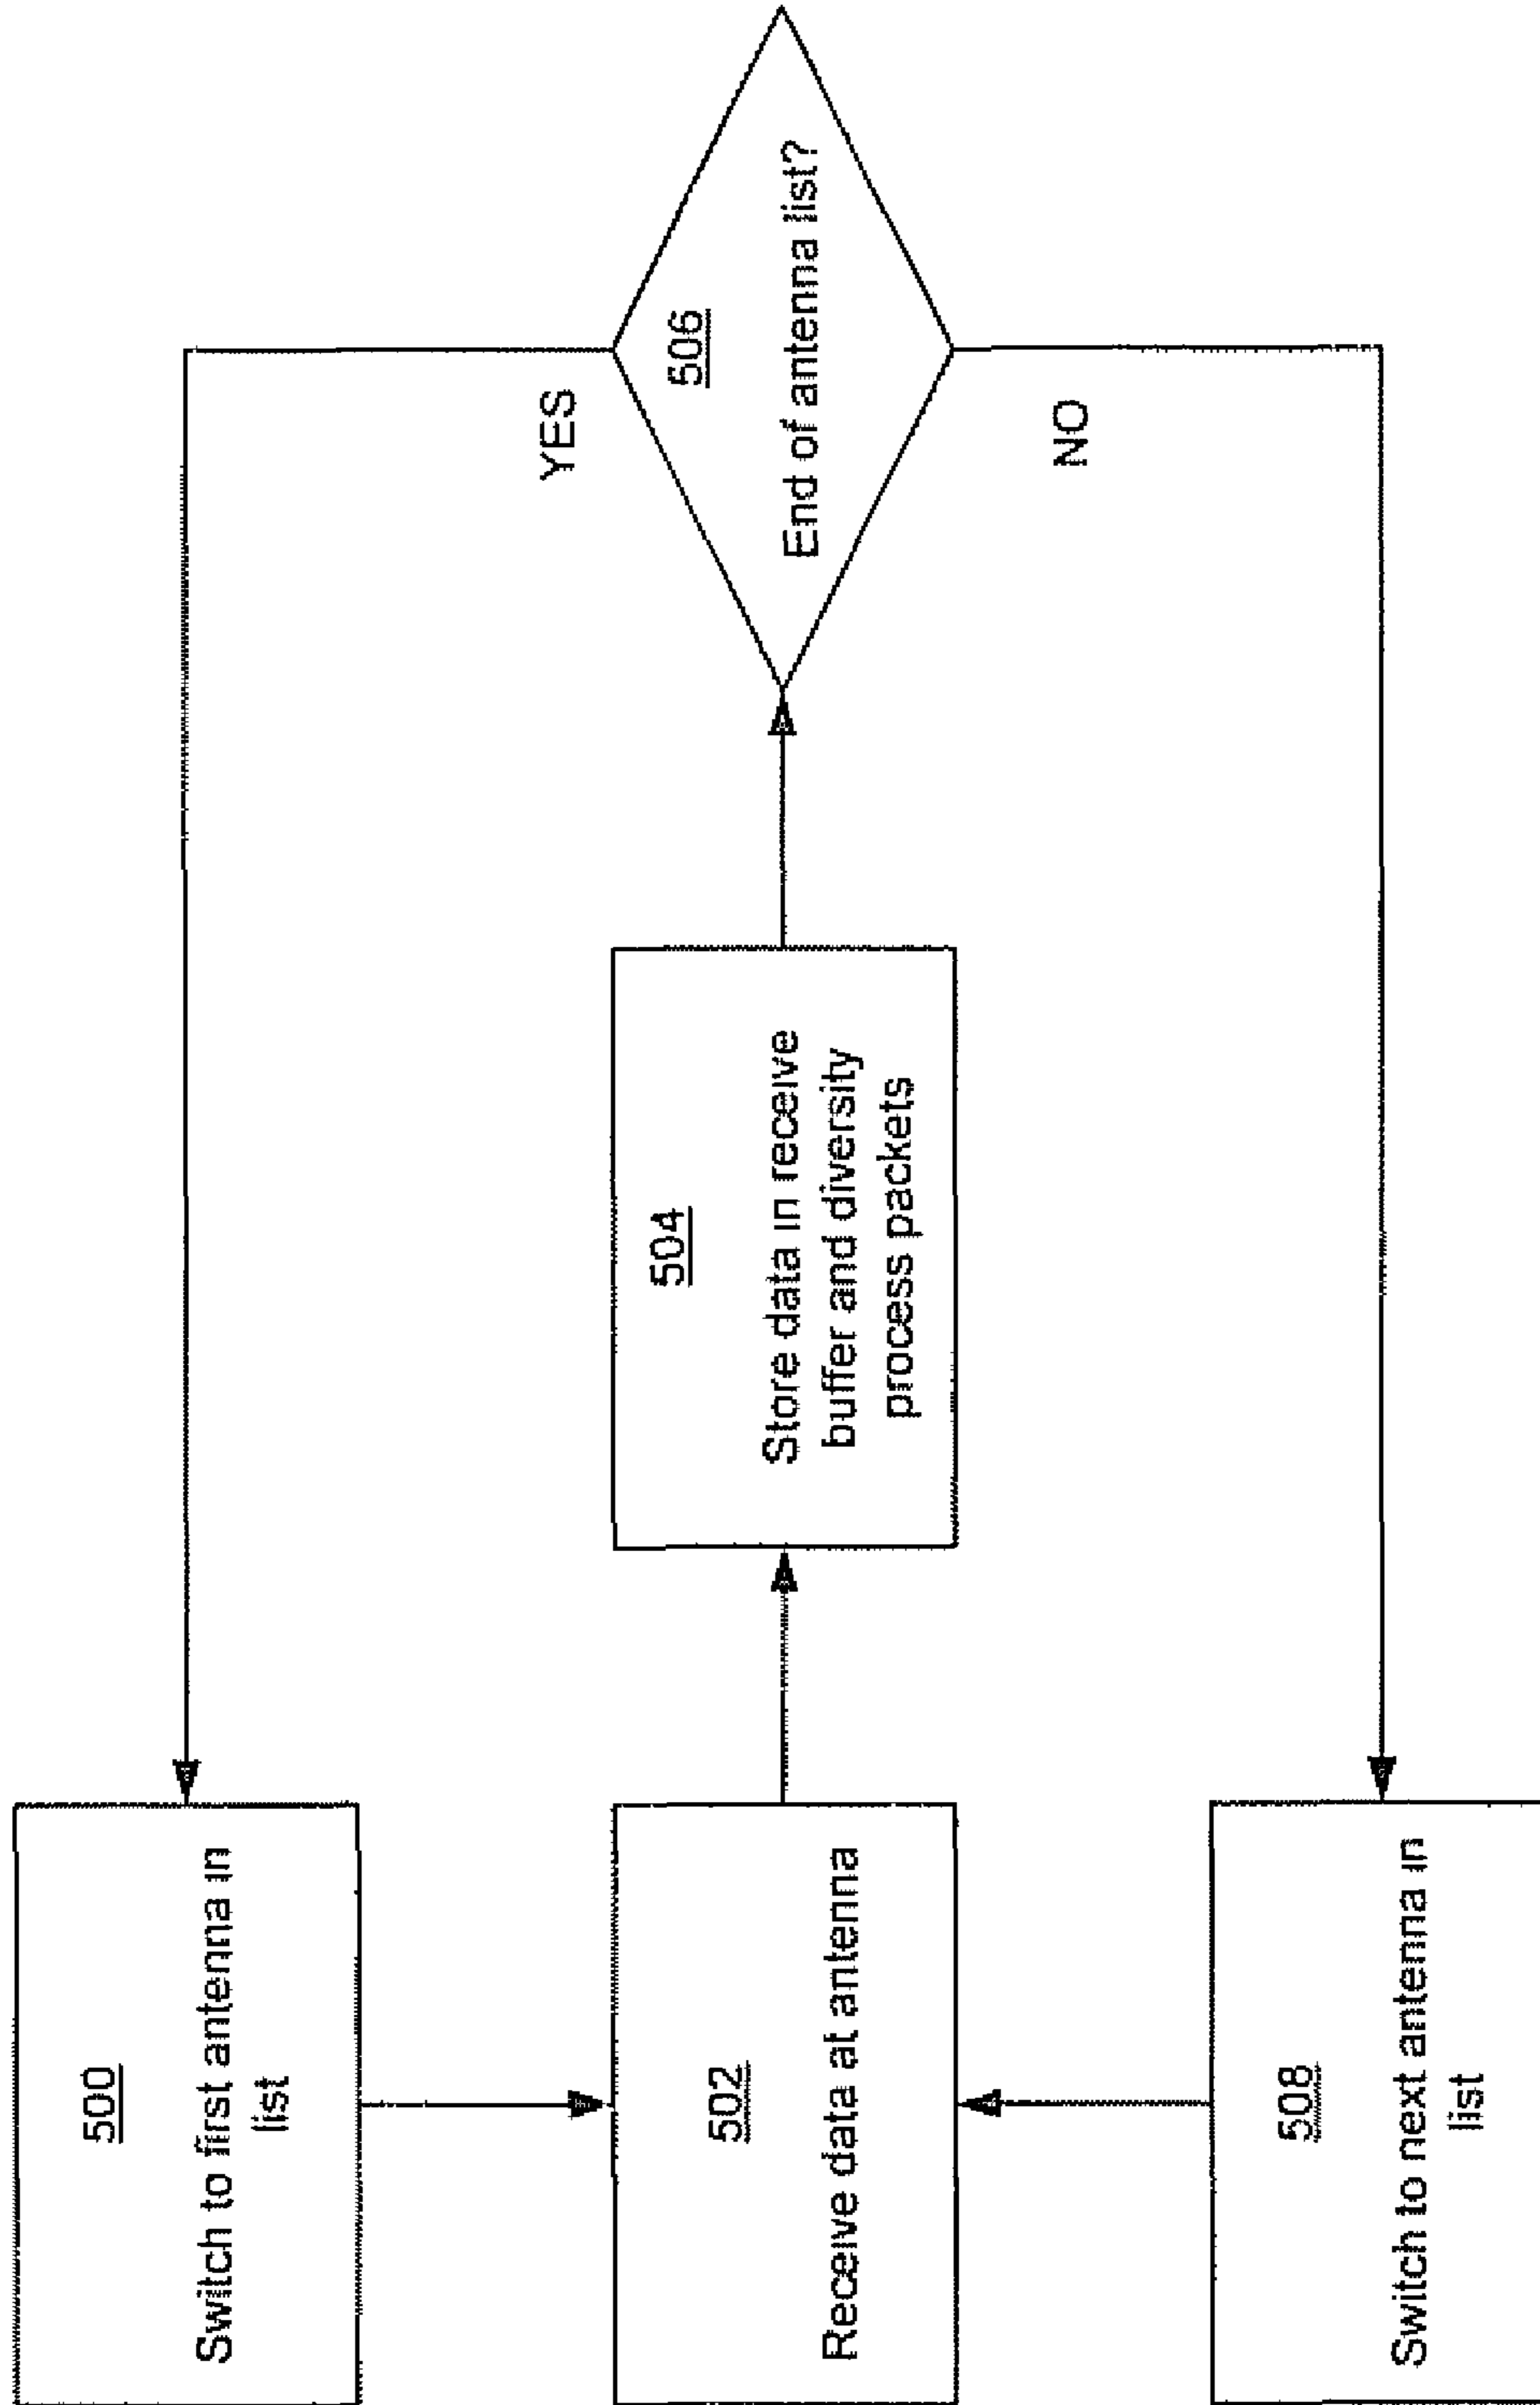 500
Switch to first antenna in
list
502
Receive data at antenna
504
Store data in receive
buffer and diversity
process packets
506
End of antenna list?
YES
NO
508
Switch to next antenna in
list